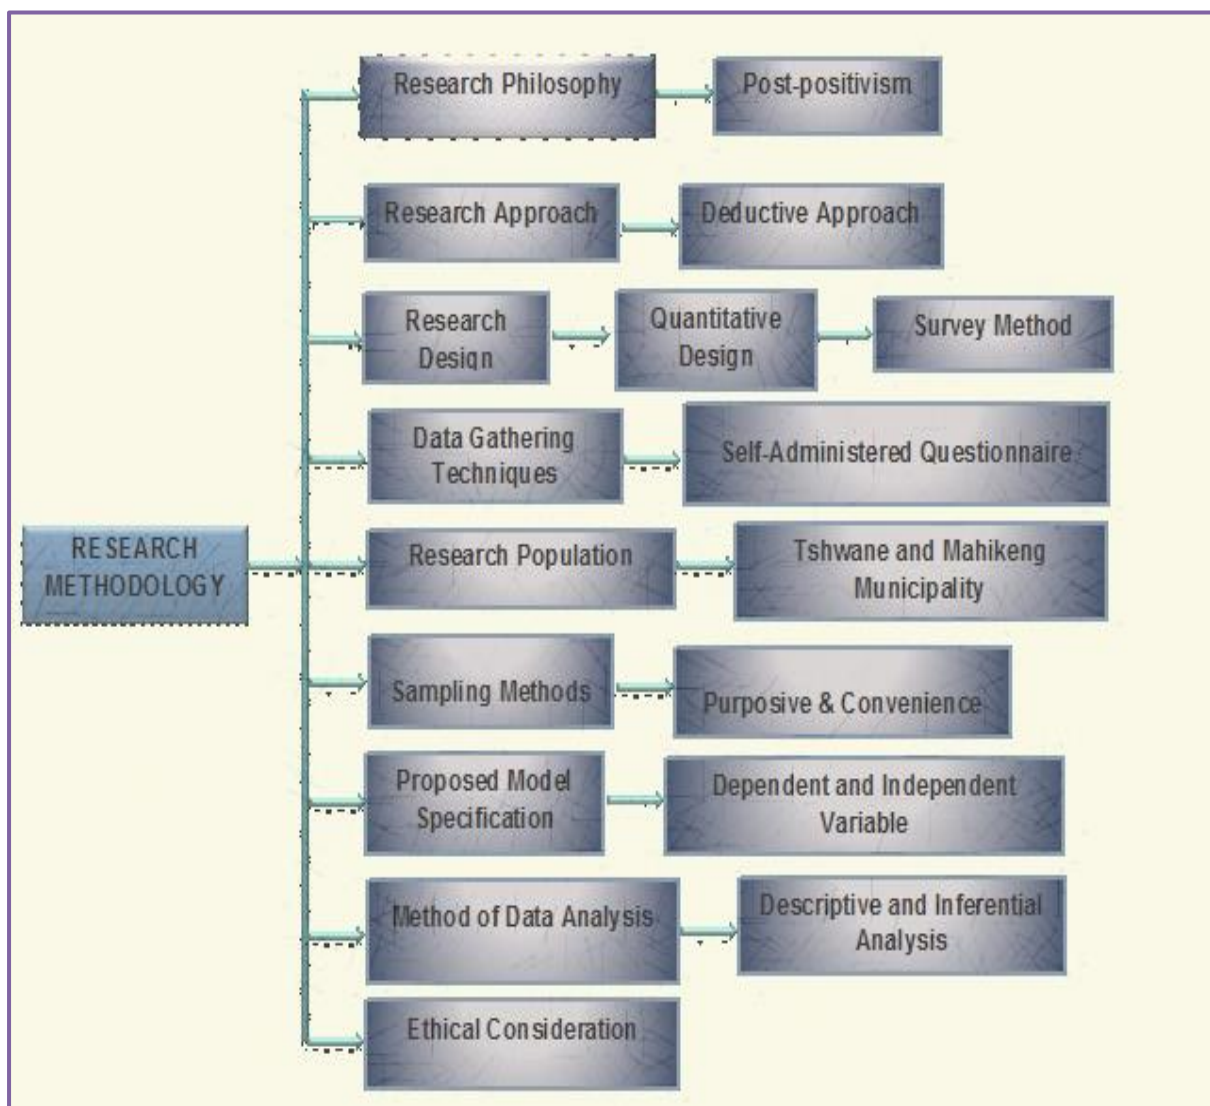 Research Philosophy
Post-positivism
Research Approach
Deductive Approach
Research
Design
Quantitative
Design
Survey Method
Data Gathering
Techniques
Self-Administered Questionnaire
RESEARCH
METHODOLOGY
Research Population
Tshwane and Mahikeng
Municipality
Sampling Methods
Purposive & Convenience
Proposed Model
Specification
Dependent and Independent
Variable
Method of Data Analysis
Descriptive and Inferential
Analysis
Ethical Consideration